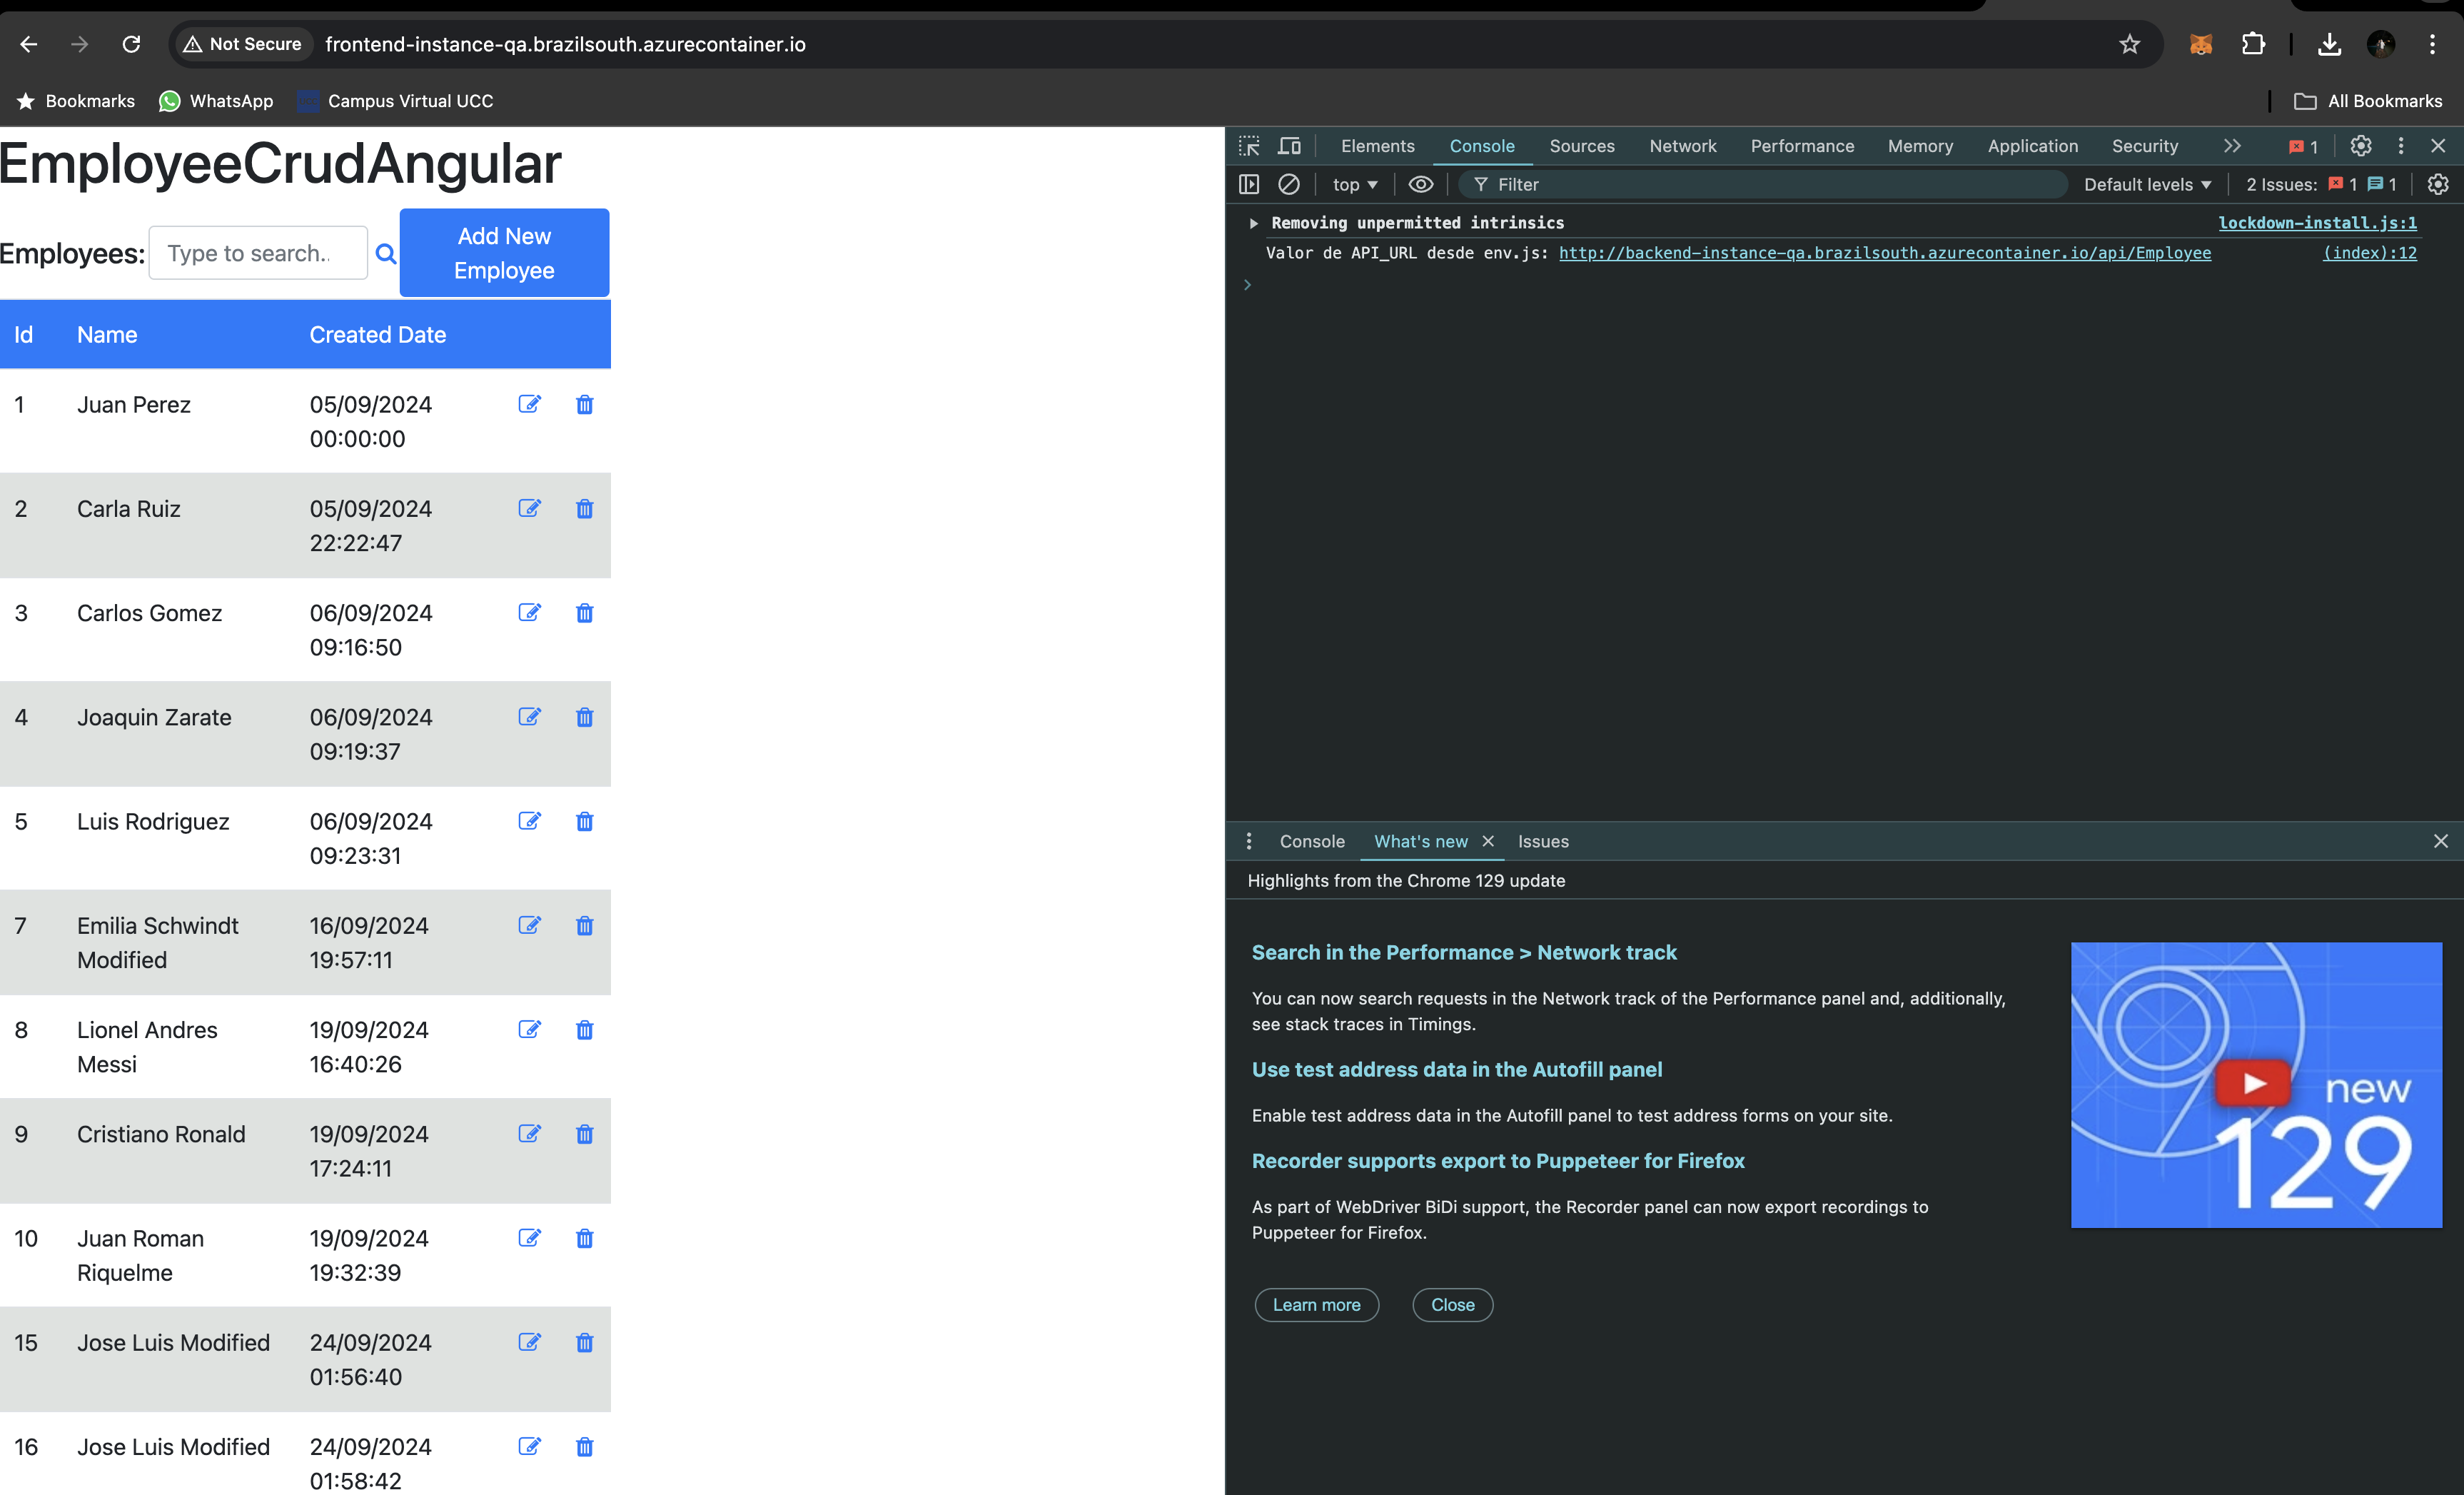 Not Secure frontend-instance-qa.brazilsouth.azurecontainer.io
Bookmarks WhatsApp Campus Virtual UCC All Bookmarks
EmployeeCrudAngular
Employees: Type to search.. Add New
Employee
Id Name Created Date
1 Juan Perez 05/09/2024
00:00:00
2 Carla Ruiz 05/09/2024
22:22:47
3 Carlos Gomez 06/09/2024
09:16:50
4 Joaquin Zarate 06/09/2024
09:19:37
5 Luis Rodriguez 06/09/2024
09:23:31
7 Emilia Schwindt 16/09/2024
Modified 19:57:11
8 Lionel Andres 19/09/2024
Messi 16:40:26
9 Cristiano Ronald 19/09/2024
17:24:11
10 Juan Roman 19/09/2024
Riquelme 19:32:39
15 Jose Luis Modified 24/09/2024
01:56:40
16 Jose Luis Modified 24/09/2024
01:58:42
Elements Console Sources Network Performance Memory Application Security 1
top Filter Default levels 2 Issues: 1 1
Removing unpermitted intrinsics lockdown-install.js:1
Valor de API_URL desde env.js: http://backend-instance-qa.brazilsouth.azurecontainer.io/api/Employee (index):12
Console What's new Issues
Highlights from the Chrome 129 update
Search in the Performance > Network track
You can now search requests in the Network track of the Performance panel and, additionally,
see stack traces in Timings.
Use test address data in the Autofill panel
Enable test address data in the Autofill panel to test address forms on your site.
Recorder supports export to Puppeteer for Firefox
As part of WebDriver BiDi support, the Recorder panel can now export recordings to
Puppeteer for Firefox.
Learn more Close
new
129